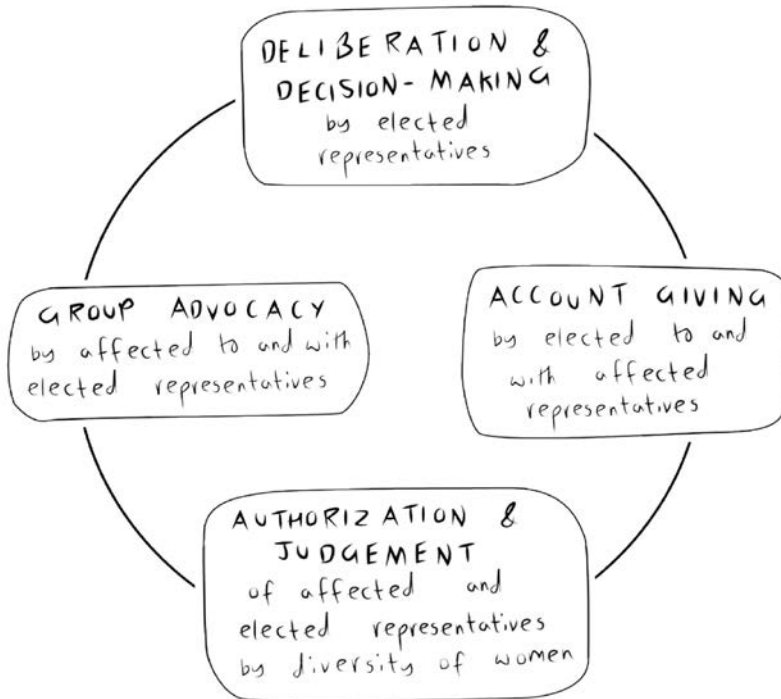 DELIBERATION &
DECISION-MAKING
by elected
representatives
GROUP ADVOCACY
by affected to and with
elected representatives
ACCOUNT GIVING
by elected to and
with affected
representatives
AUTHORIZATION &
JUDGEMENT
of affected and
elected representatives
by diversity of women